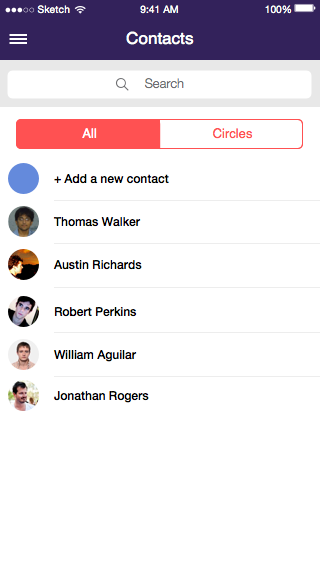 Sketch 9:41 AM 100%
Contacts
Search
All Circles
+ Add a new contact
Thomas Walker
Austin Richards
Robert Perkins
William Aguilar
Jonathan Rogers